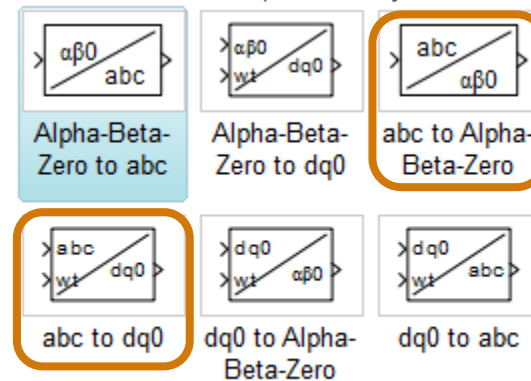 αβ0
abc
Alpha-Beta-
Zero to abc
αβ0
wt
dq0
Alpha-Beta-
Zero to dq0
abc
αβ0
abc to Alpha-
Beta-Zero
abc
wt
dq0
abc to dq0
dq0
wt
αβ0
dq0 to Alpha-
Beta-Zero
dq0
wt
abc
dq0 to abc